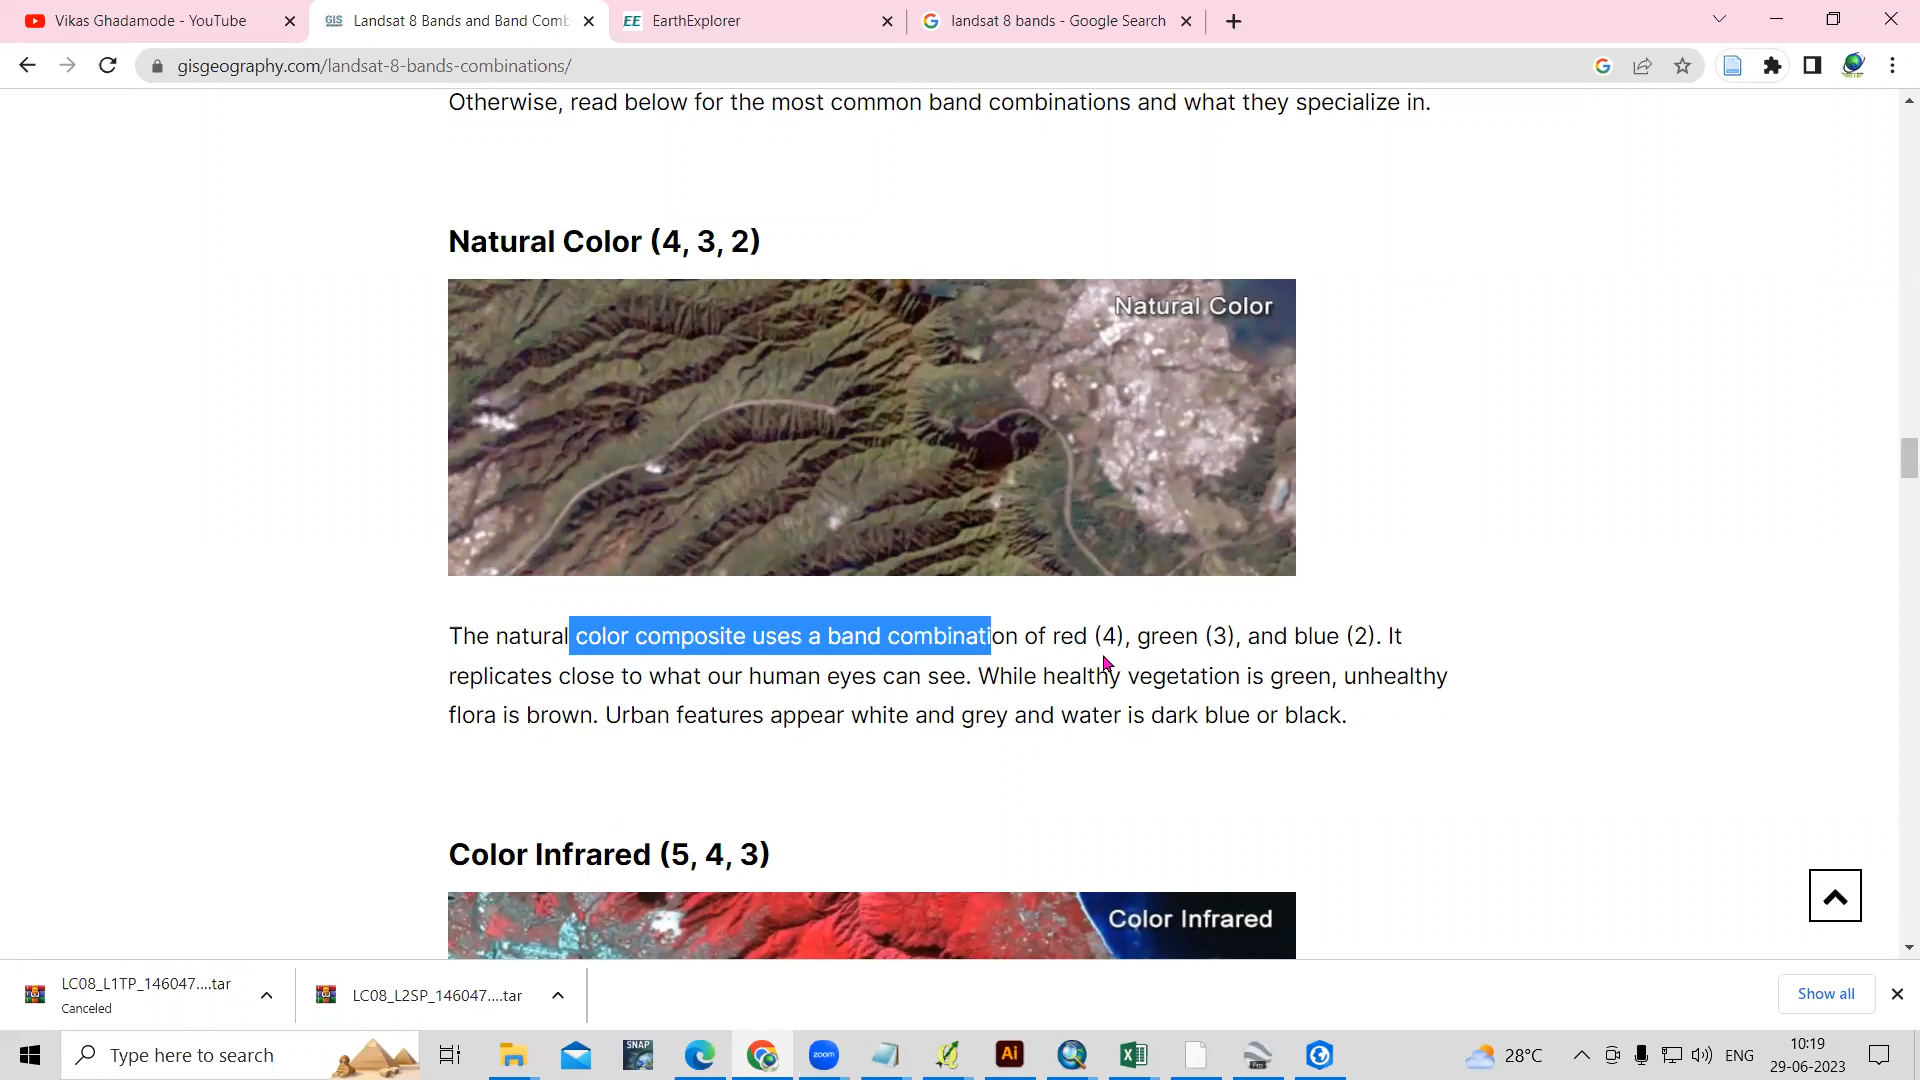 Vikas Ghadamode - YouTube
GIS
Landsat 8 Bands and Band Comb
EE
EarthExplorer
landsat 8 bands - Google Search
gisgeography.com/landsat-8-bands-combinations/
Otherwise, read below for the most common band combinations and what they specialize in.
Natural Color (4, 3, 2)
Natural Color
The natural color composite uses a band combination of red (4), green (3), and blue (2). It
replicates close to what our human eyes can see. While healthy vegetation is green, unhealthy
flora is brown. Urban features appear white and grey and water is dark blue or black.
Color Infrared (5, 4, 3)
Color Infrared
LC08_L1TP_146047....tar
Canceled
LC08_L2SP_146047....tar
Show all
Type here to search
SNAP
zoom
Ai
Pro
28°C
ENG
10:19
29-06-2023